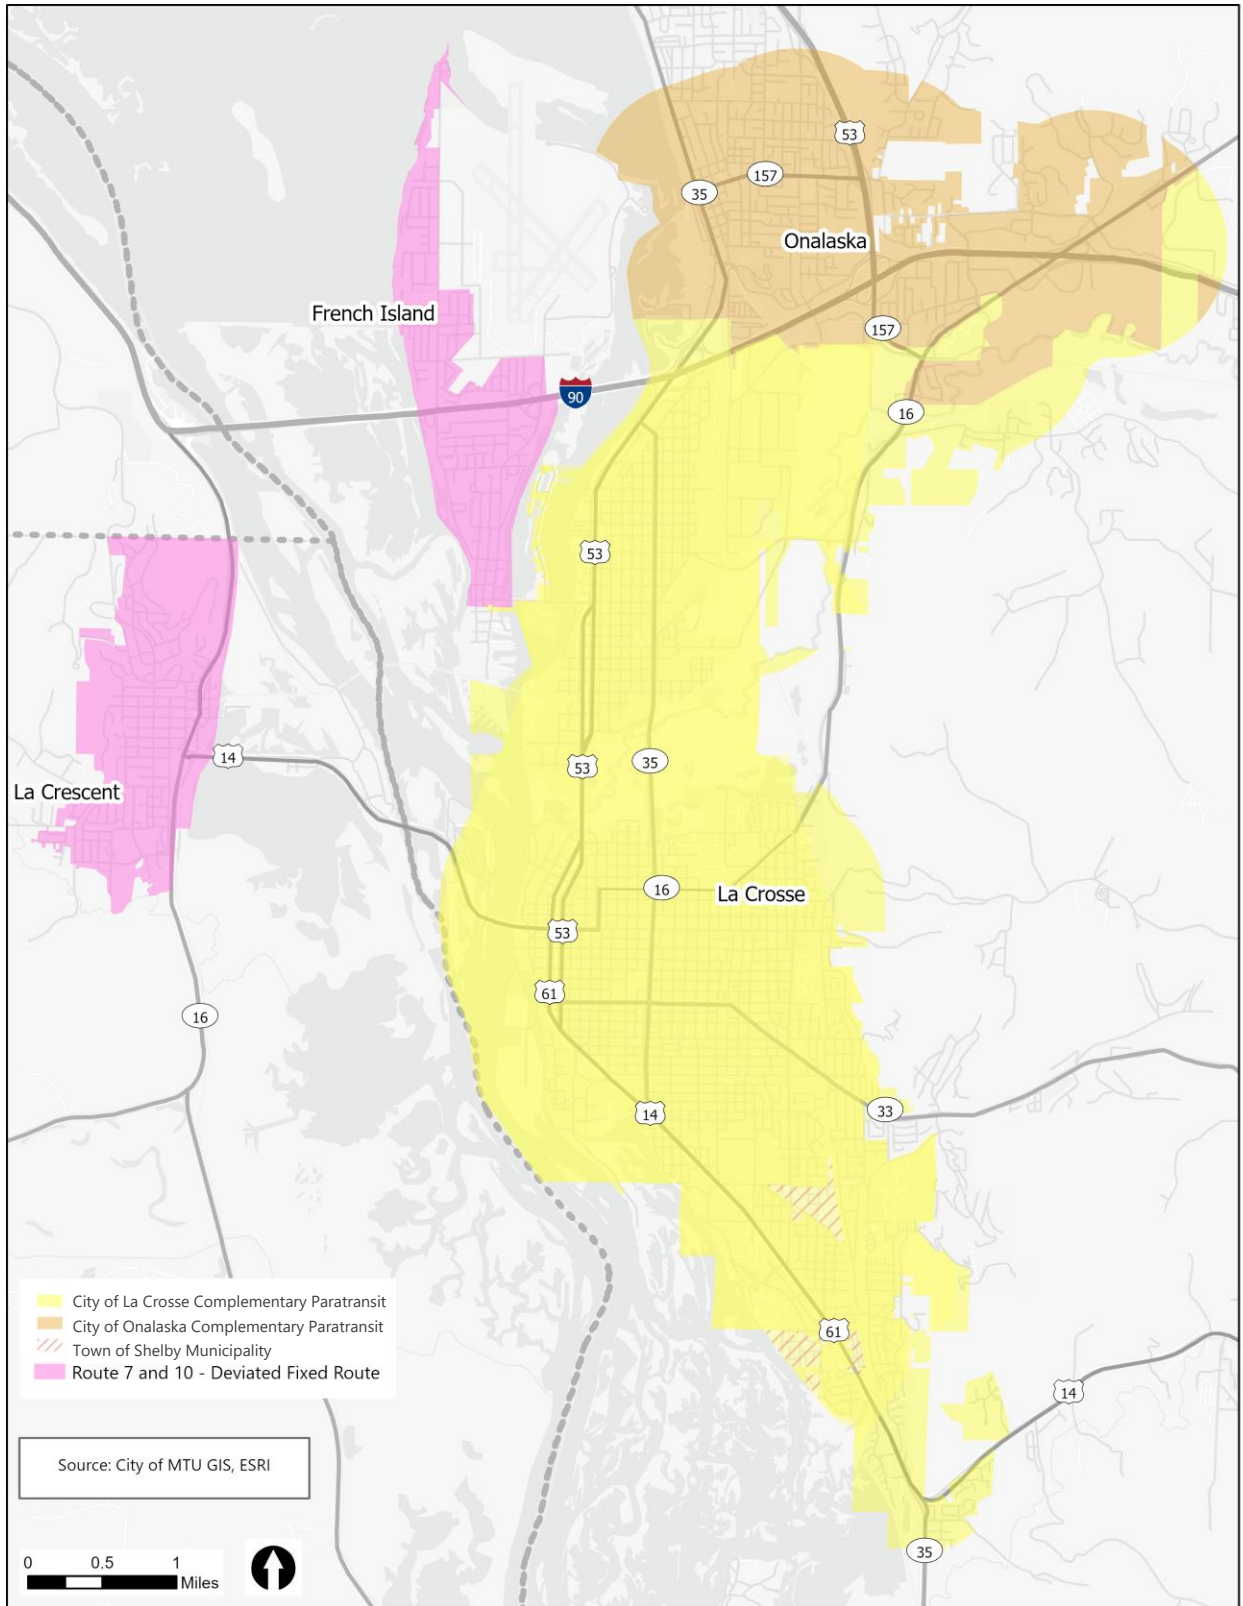 53
157
35
Onalaska
French Island
157
90
16
53
14
53
35
La Crescent
16
La Crosse
53
61
16
33
14
City of La Crosse Complementary Paratransit
City of Onalaska Complementary Paratransit
Town of Shelby Municipality
Route 7 and 10 - Deviated Fixed Route
61
14
Source: City of MTU GIS, ESRI
35
0 0.5 1
Miles